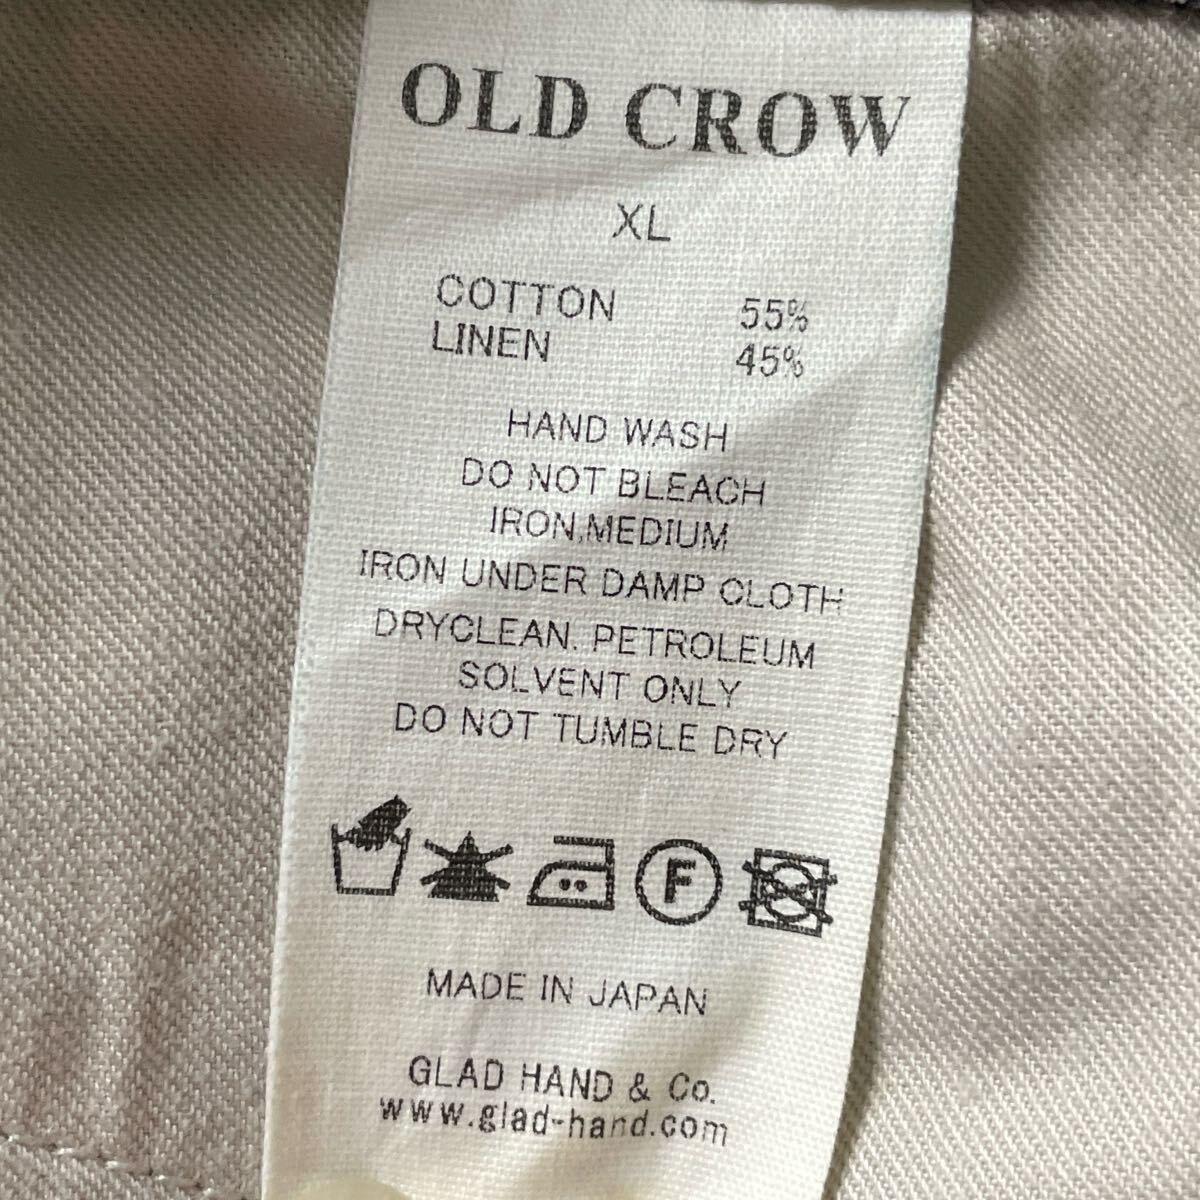 OLD CROW
XL
COTTON 55%
LINEN 45%
HAND WASH
DO NOT BLEACH
IRON,MEDIUM
IRON UNDER DAMP CLOTH
DRYCLEAN. PETROLEUM
SOLVENT ONLY
DO NOT TUMBLE DRY
F
MADE IN JAPAN
GLAD HAND & Co.
www.glad-hand.com